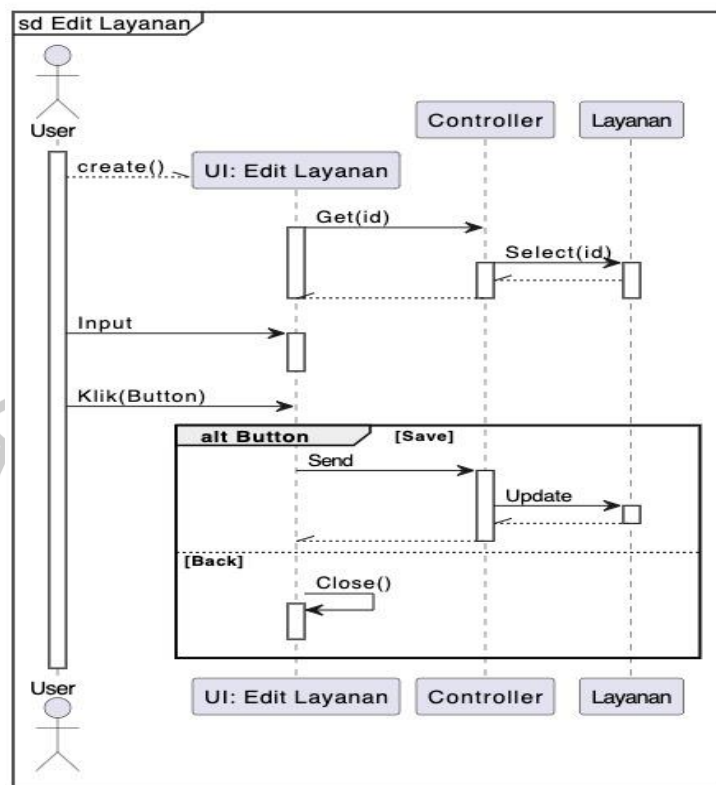 sd Edit Layanan
User
Controller
Layanan
create()
UI: Edit Layanan
Get(id)
Select(id)
Input
Klik(Button)
alt Button
[Save]
Send
Update
[Back]
Close()
User
UI: Edit Layanan
Controller
Layanan